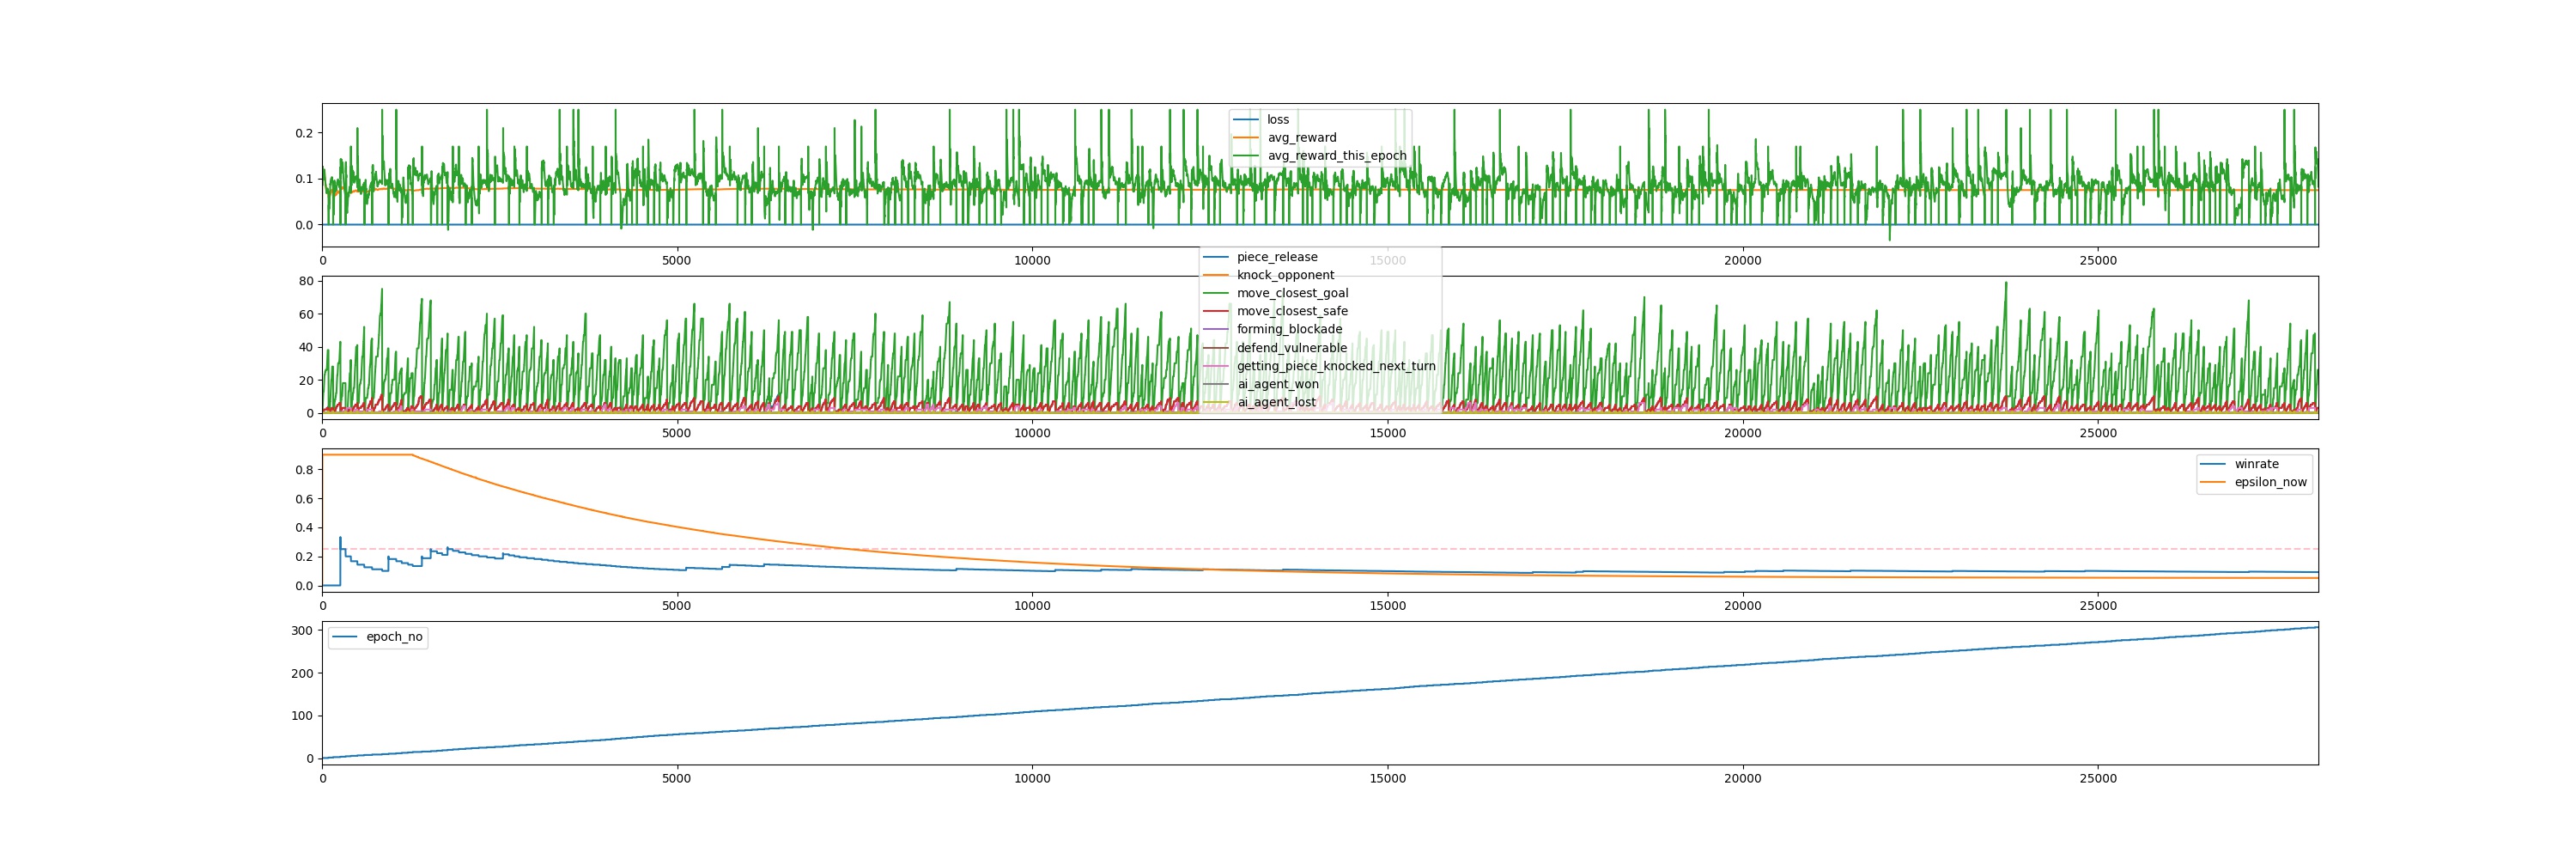 0.2
0.1
0.0
loss
avg_reward
avg_reward_this_epoch
0 5000 10000 15000 20000 25000
80
60
40
20
0
piece_release
knock_opponent
move_closest_goal
move_closest_safe
forming_blockade
defend_vulnerable
getting_piece_knocked_next_turn
ai_agent_won
ai_agent_lost
0 5000 10000 15000 20000 25000
0.8
0.6
0.4
0.2
0.0
winrate
epsilon_now
0 5000 10000 15000 20000 25000
300
200
100
0
epoch_no
0 5000 10000 15000 20000 25000